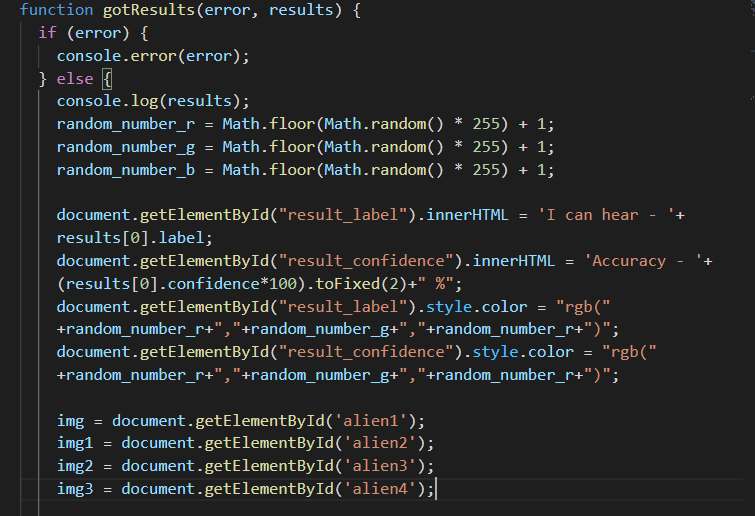 function gotResults(error, results) {
if (error) {
console.error(error);
} else {
console.log(results);
random_number_r = Math.floor(Math.random() * 255) + 1;
random_number_g = Math.floor(Math.random() * 255) + 1;
random_number_b = Math.floor(Math.random() * 255) + 1;
document.getElementById("result_label").innerHTML = 'I can hear - '+
results[0].label;
document.getElementById("result_confidence").innerHTML = 'Accuracy - '+
(results[0].confidence*100).toFixed(2)+" %";
document.getElementById("result_label").style.color = "rgb("
+random_number_r+","+random_number_g+","+random_number_r+")";
document.getElementById("result_confidence").style.color = "rgb("
+random_number_r+","+random_number_g+","+random_number_r+")";
img = document.getElementById('alien1');
img1 = document.getElementById('alien2');
img2 = document.getElementById('alien3');
img3 = document.getElementById('alien4');